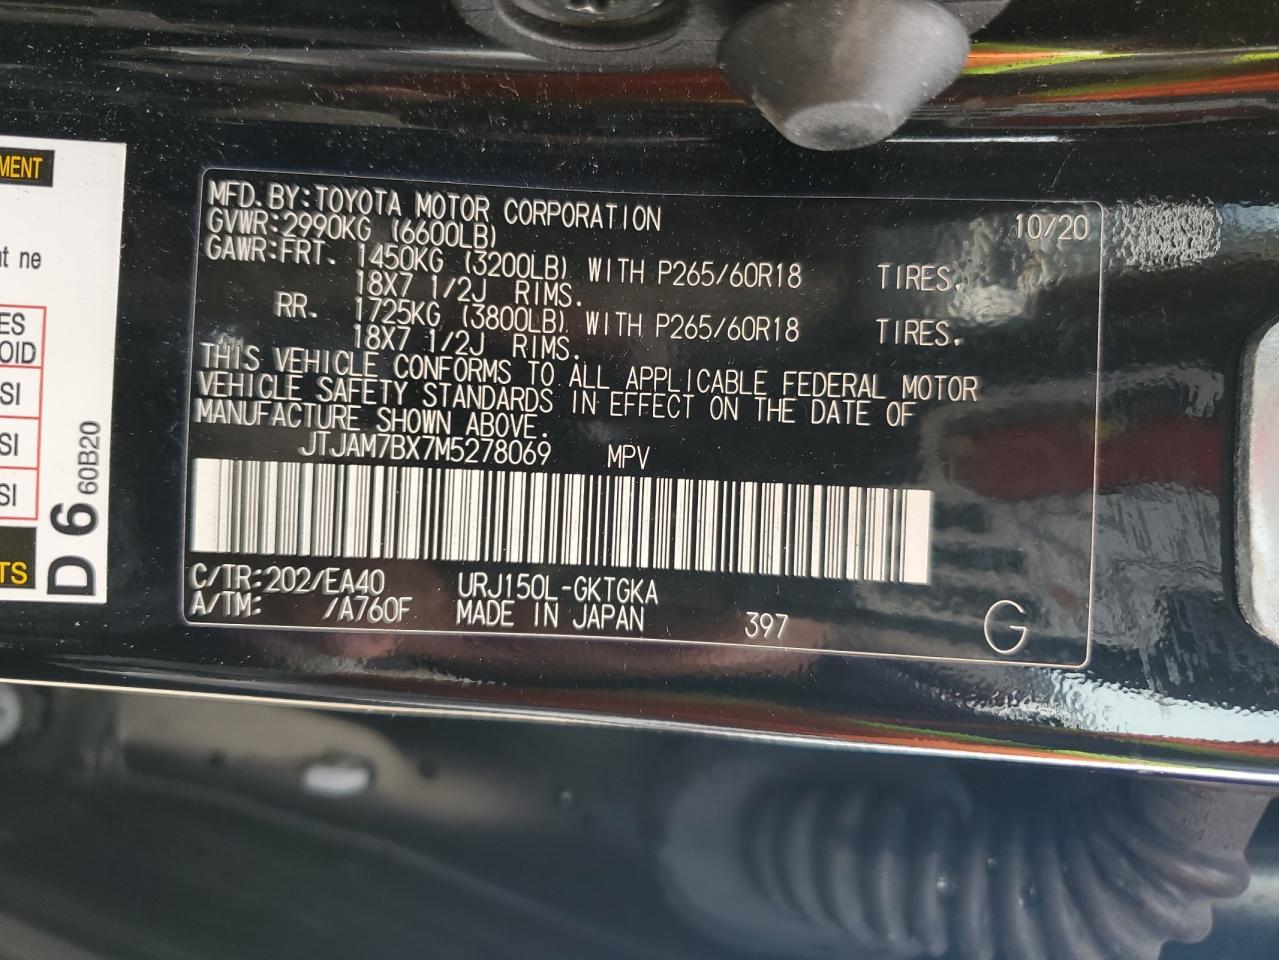 MENT
t ne
ES
OID
SI
SI
SI
TS
D 6 60B20
MFD.BY:TOYOTA MOTOR CORPORATION 10/20
GVWR:2990KG (6600LB)
GAWR:FRT. 1450KG (3200LB) WITH P265/60R18 TIRES.
18X7 1/2J RIMS.
RR. 1725KG (3800LB) WITH P265/60R18 TIRES.
18X7 1/2J RIMS.
THIS VEHICLE CONFORMS TO ALL APPLICABLE FEDERAL MOTOR
VEHICLE SAFETY STANDARDS IN EFFECT ON THE DATE OF
MANUFACTURE SHOWN ABOVE.
JTJAM7BX7M5278069 MPV
C/TR:202/EA40 URJ150L-GKTGKA
A/TM: /A760F MADE IN JAPAN 397 G